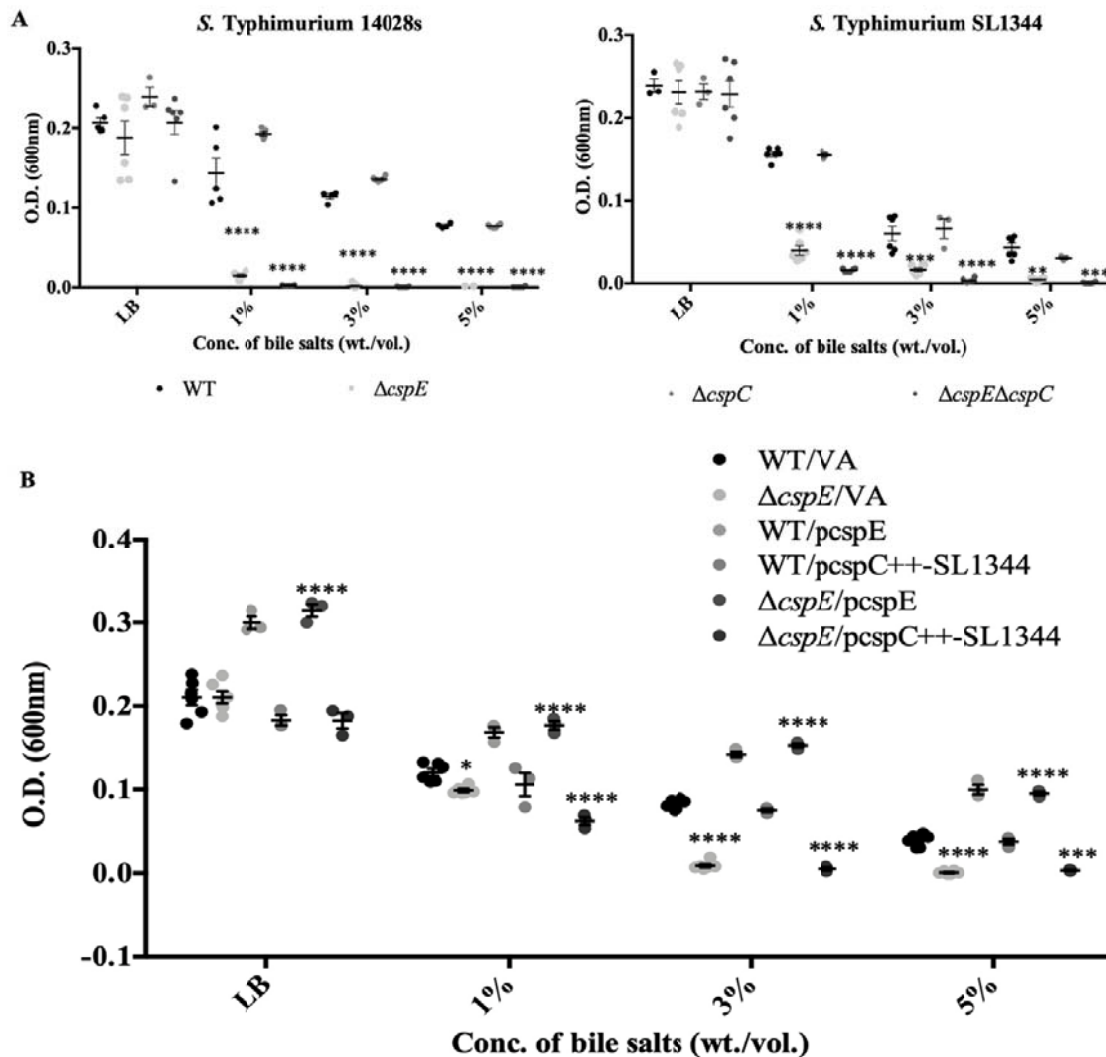 A
S. Typhimurium 14028s
0.3
0.2
0.1
0.0
O.D. (600nm)
****
****
****
****
****
****
LB
1%
3%
5%
Conc. of bile salts (wt./vol.)
S. Typhimurium SL1344
0.3
0.2
0.1
0.0
O.D. (600nm)
****
****
***
****
**
***
LB
1%
3%
5%
Conc. of bile salts (wt./vol.)
WT
ΔcspE
ΔcspC
ΔcspEΔcspC
B
WT/VA
ΔcspE/VA
WT/pcspE
WT/pcspC++-SL1344
ΔcspE/pcspE
ΔcspE/pcspC++-SL1344
0.4
0.3
0.2
0.1
0.0
-0.1
O.D. (600nm)
****
*
****
****
****
****
****
****
****
***
LB
1%
3%
5%
Conc. of bile salts (wt./vol.)